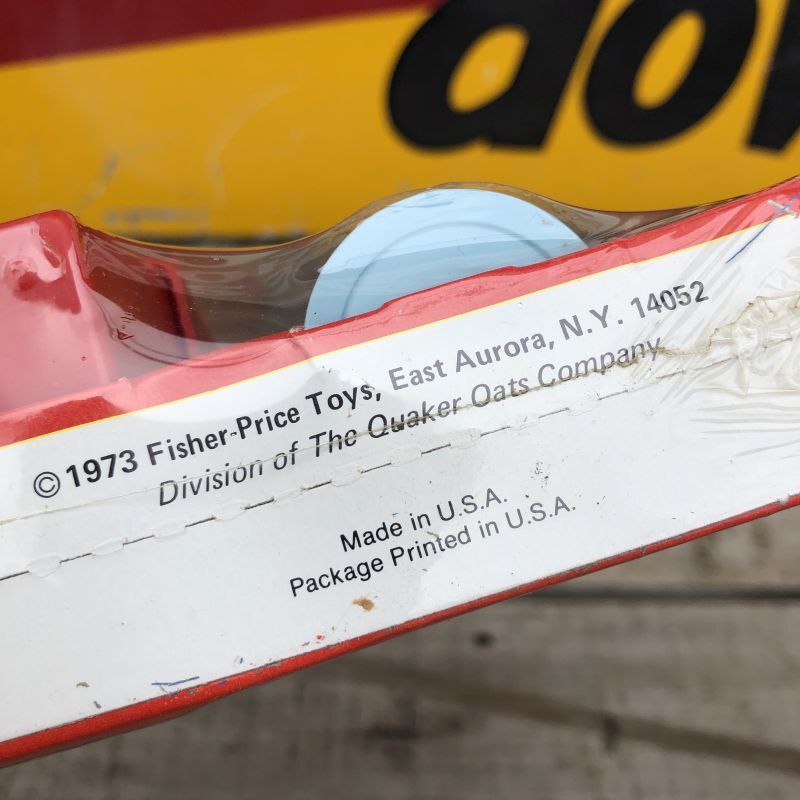 © 1973 Fisher-Price Toys, East Aurora, N.Y. 14052
Division of The Quaker Oats Company
Made in U.S.A.
Package Printed in U.S.A.